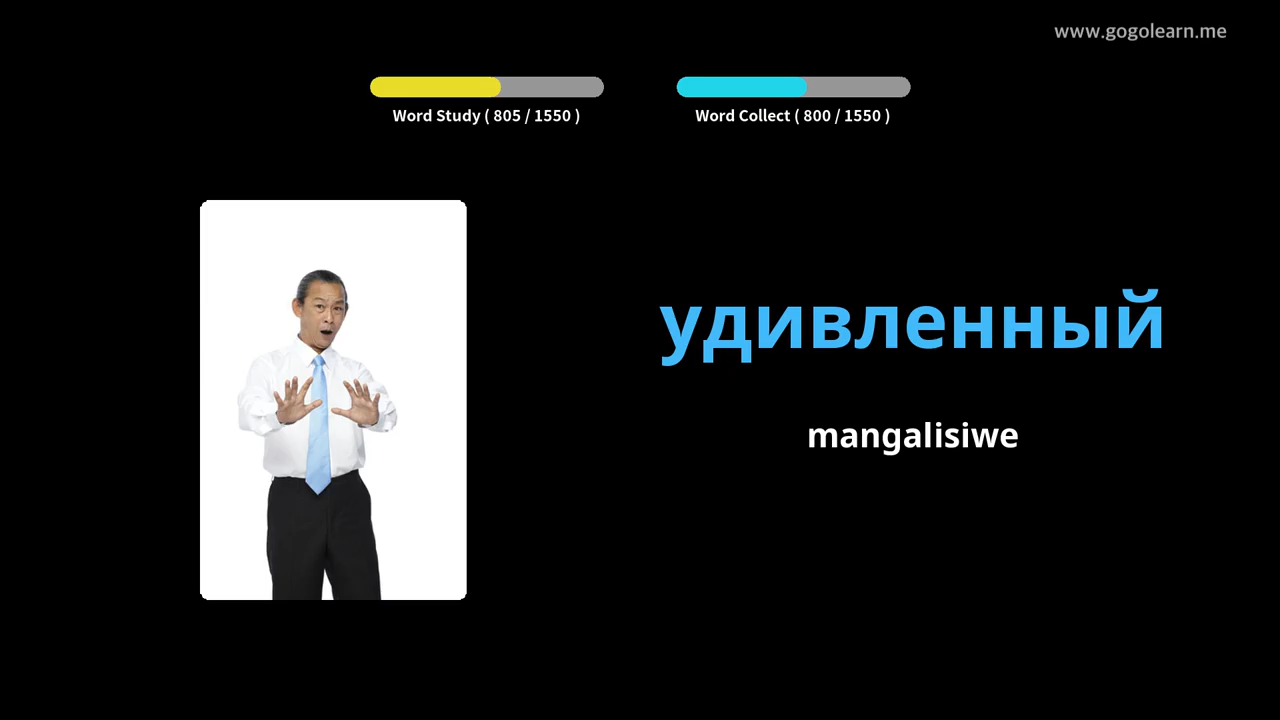 www.gogolearn.me
Word Study ( 805 / 1550 )
Word Collect ( 800 / 1550 )
удивленный
mangalisiwe